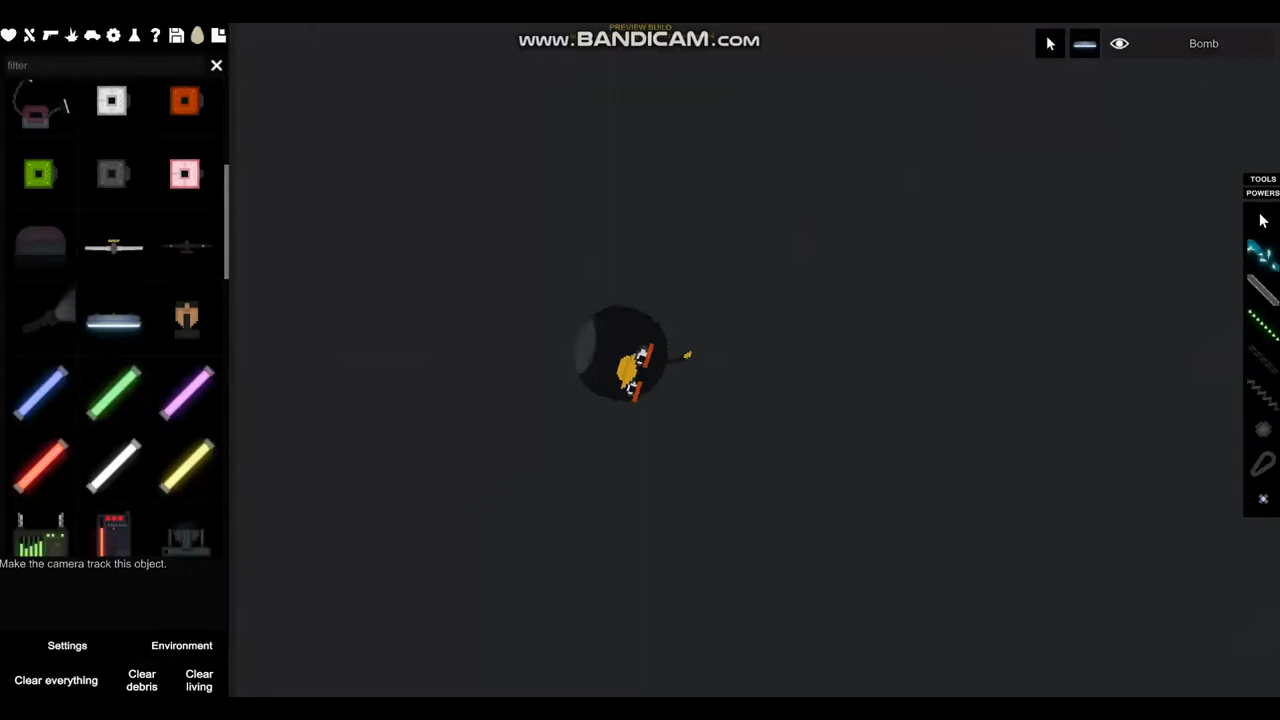 PREVIEW BUILD
www.BANDICAM.com
Bomb
filter
TOOLS
POWERS
Make the camera track this object.
Settings
Environment
Clear everything
Clear debris
Clear living